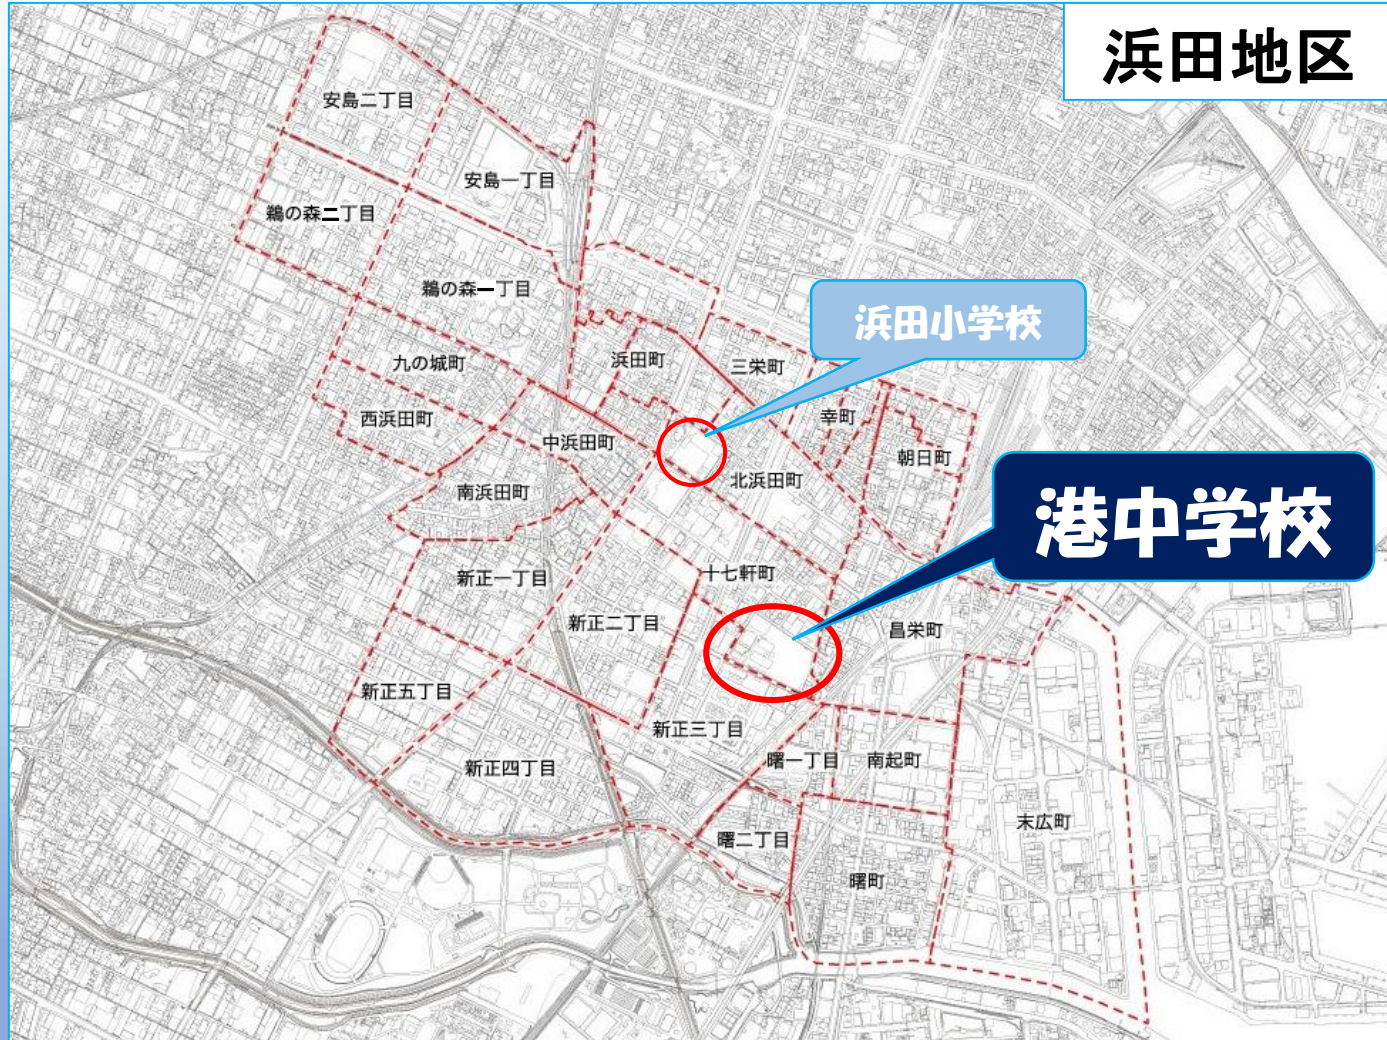 浜田地区
安島二丁目
安島一丁目
鵜の森二丁目
鵜の森一丁目
浜田小学校
浜田町
三栄町
九の城町
西浜田町
幸町
中浜田町
朝日町
北浜田町
南浜田町
港中学校
十七軒町
新正一丁目
新正二丁目
昌栄町
新正五丁目
新正三丁目
新正四丁目
曙一丁目
南起町
末広町
曙二丁目
曙町